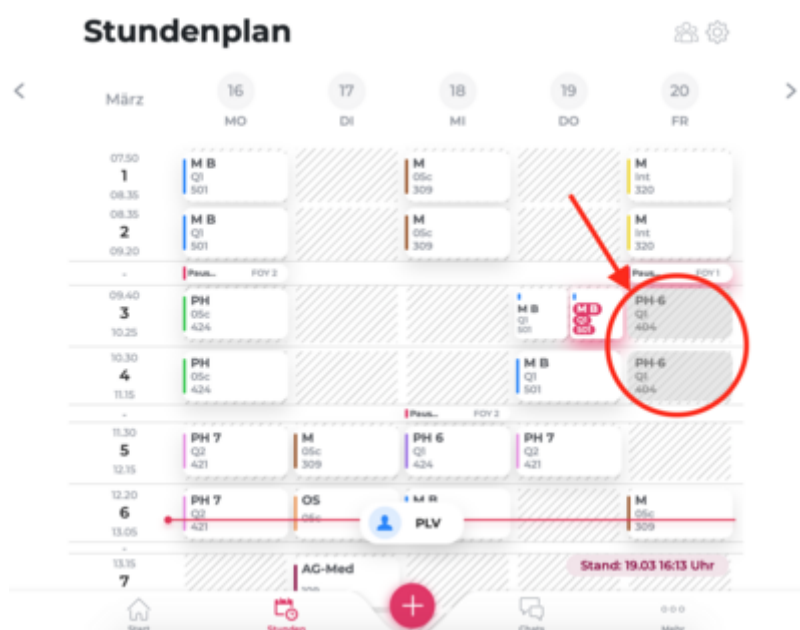 Stundenplan
März
16
MO
17
DI
18
MI
19
DO
20
FR
07.50
1
08.35
M B
Q1
501
M
05c
309
M
Int
320
08.35
2
09.20
M B
Q1
501
M
05c
309
M
Int
320
-
Paus... FOY 2
Paus... FOY 1
09.40
3
10.25
PH
05c
424
M B
Q1
501
M B
Q1
501
PH 6
Q1
404
10.30
4
11.15
PH
05c
424
M B
Q1
501
PH 6
Q1
404
-
Paus... FOY 2
11.30
5
12.15
PH 7
Q2
421
M
05c
309
PH 6
Q1
424
PH 7
Q2
421
12.20
6
13.05
PH 7
Q2
421
OS
05c
M B
M
05c
309
PLV
-
13.15
7
AG-Med
Stand: 19.03 16:13 Uhr
Start
Stunden
Chats
Mehr